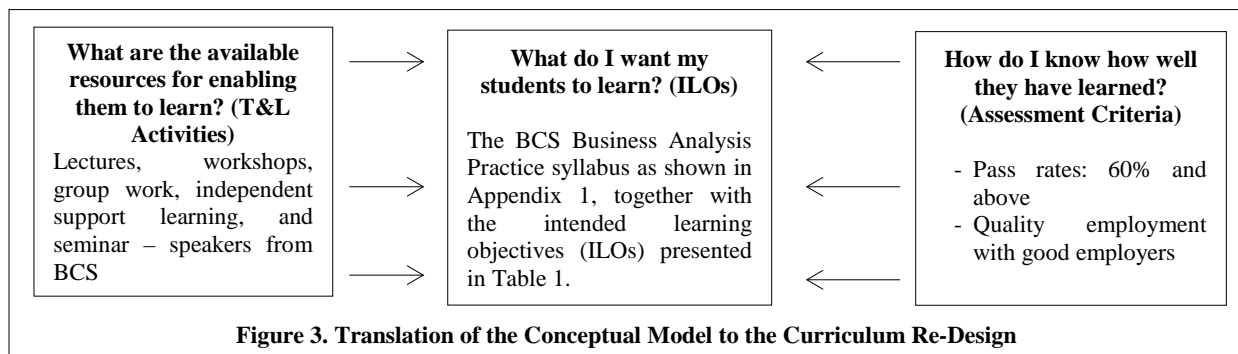 What are the available
resources for enabling
them to learn? (T&L
Activities)
Lectures, workshops,
group work, independent
support learning, and
seminar – speakers from
BCS
What do I want my
students to learn? (ILOs)
The BCS Business Analysis
Practice syllabus as shown in
Appendix 1, together with
the intended learning
objectives (ILOs) presented
in Table 1.
How do I know how well
they have learned?
(Assessment Criteria)
- Pass rates: 60% and
above
- Quality employment
with good employers
Figure 3. Translation of the Conceptual Model to the Curriculum Re-Design